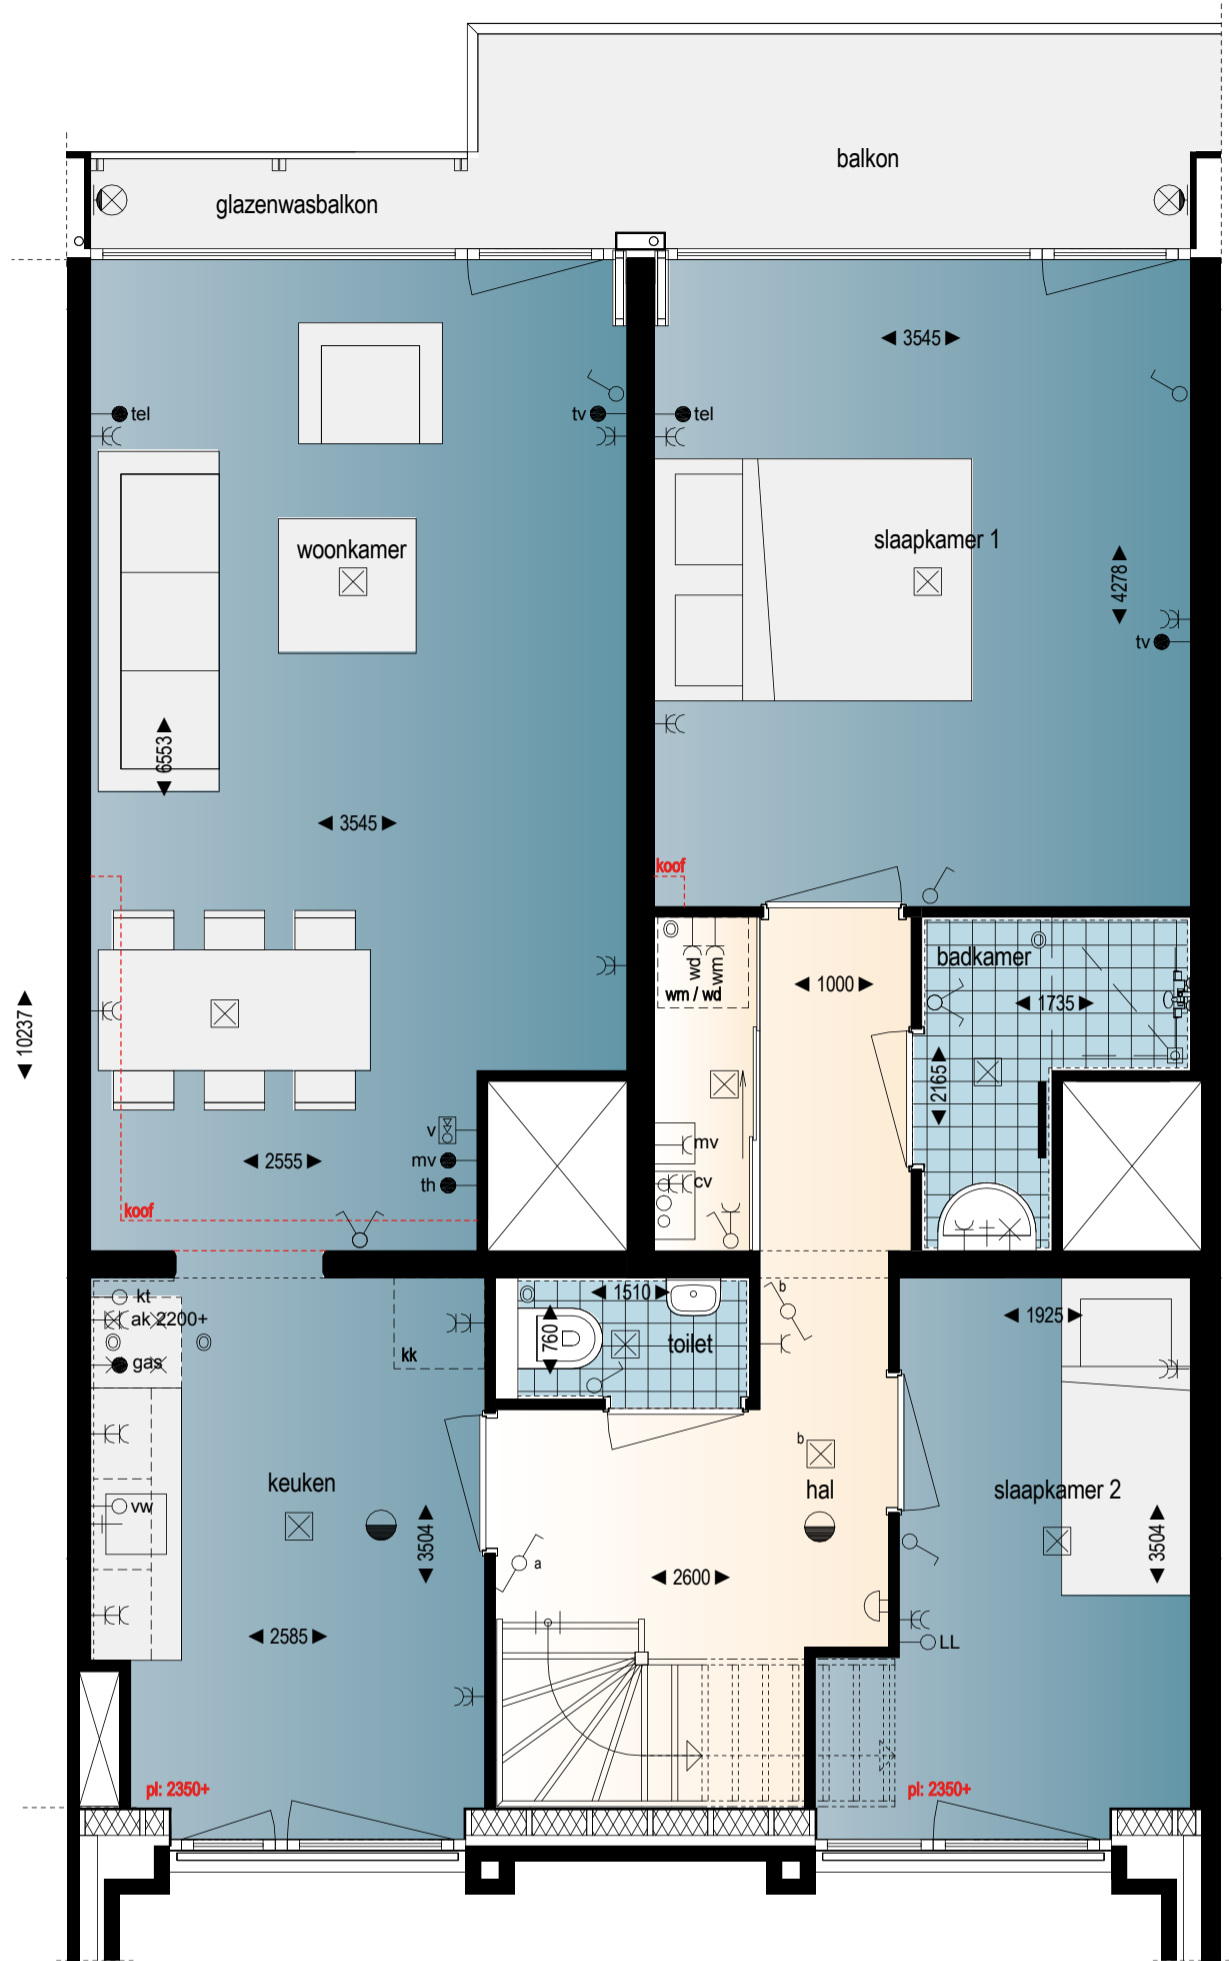 balkon
glazenwasbalkon
3545
tel
tv
tel
woonkamer
slaapkamer 1
4278
tv
6553
3545
koof
wd
wm
wm / wd
badkamer
1000
1735
10237
2165
v
mv
th
2555
mv
cv
koof
kt
ak 2200+
gas
kk
1510
760
toilet
b
1925
keuken
b
hal
slaapkamer 2
vw
3504
a
2600
3504
2585
LL
pl: 2350+
pl: 2350+